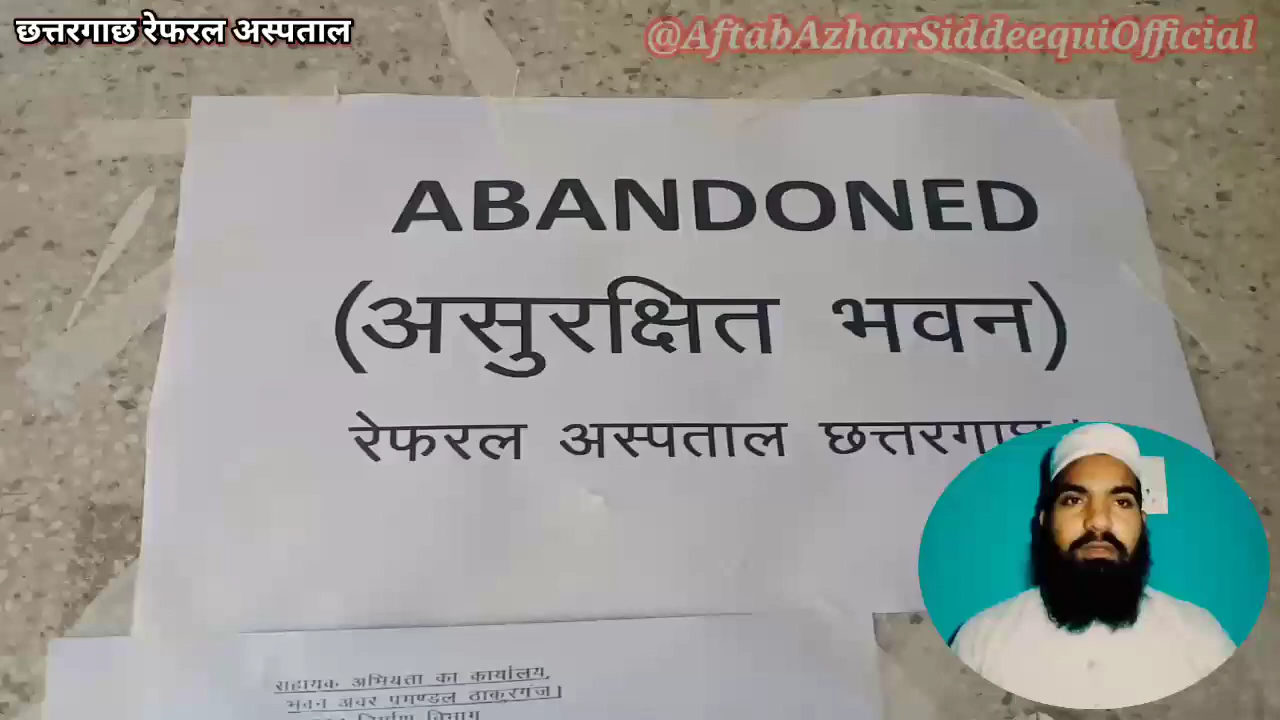 छत्तरगाछ रेफरल अस्पताल
@AftabAzharSiddeequiOfficial
ABANDONED
(असुरक्षित भवन)
रेफरल अस्पताल छत्तरगाछ
सहायक अभियंता का कार्यालय,
भवन अवर प्रमण्डल ठाकुरगंज।
निर्माण विभाग